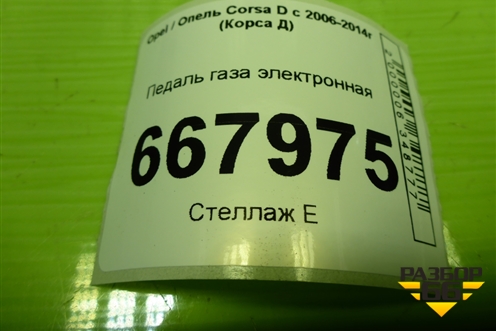 Opel / Опель Corsa D с 2006-2014г
(Корса Д)
Педаль газа электронная
667975
Стеллаж Е
РАЗБОР